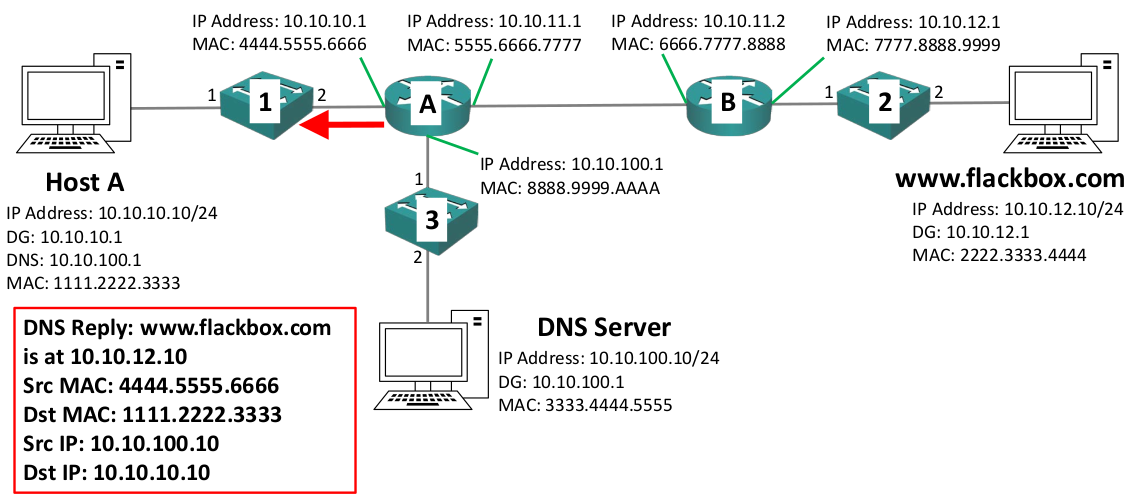 IP Address: 10.10.10.1
MAC: 4444.5555.6666
IP Address: 10.10.11.1
MAC: 5555.6666.7777
IP Address: 10.10.11.2
MAC: 6666.7777.8888
IP Address: 10.10.12.1
MAC: 7777.8888.9999
1
1
2
A
B
1
2
2
IP Address: 10.10.100.1
MAC: 8888.9999.AAAA
Host A
IP Address: 10.10.10.10/24
DG: 10.10.10.1
DNS: 10.10.100.1
MAC: 1111.2222.3333
1
3
2
www.flackbox.com
IP Address: 10.10.12.10/24
DG: 10.10.12.1
MAC: 2222.3333.4444
DNS Reply: www.flackbox.com
is at 10.10.12.10
Src MAC: 4444.5555.6666
Dst MAC: 1111.2222.3333
Src IP: 10.10.100.10
Dst IP: 10.10.10.10
DNS Server
IP Address: 10.10.100.10/24
DG: 10.10.100.1
MAC: 3333.4444.5555